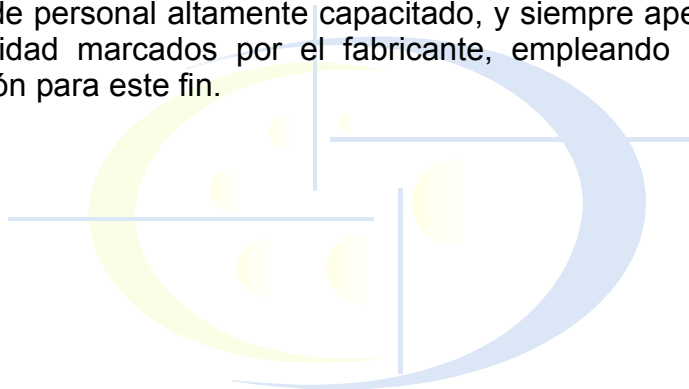 de personal altamente capacitado, y siempre ape
idad marcados por el fabricante, empleando
ón para este fin.